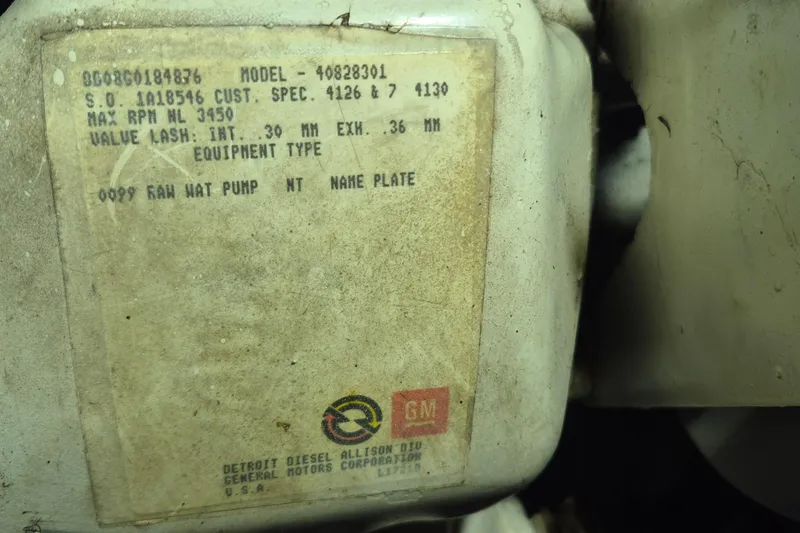 0G08G0184876 MODEL - 40828301
S.O. 1A18546 CUST. SPEC. 4126 & 7 4130
MAX RPM NL 3450
VALVE LASH: INT. .30 MM EXH. .36 MM
EQUIPMENT TYPE
0099 RAW WAT PUMP NT NAME PLATE
GM
DETROIT DIESEL ALLISON DIV
GENERAL MOTORS CORPORATION
U.S.A.